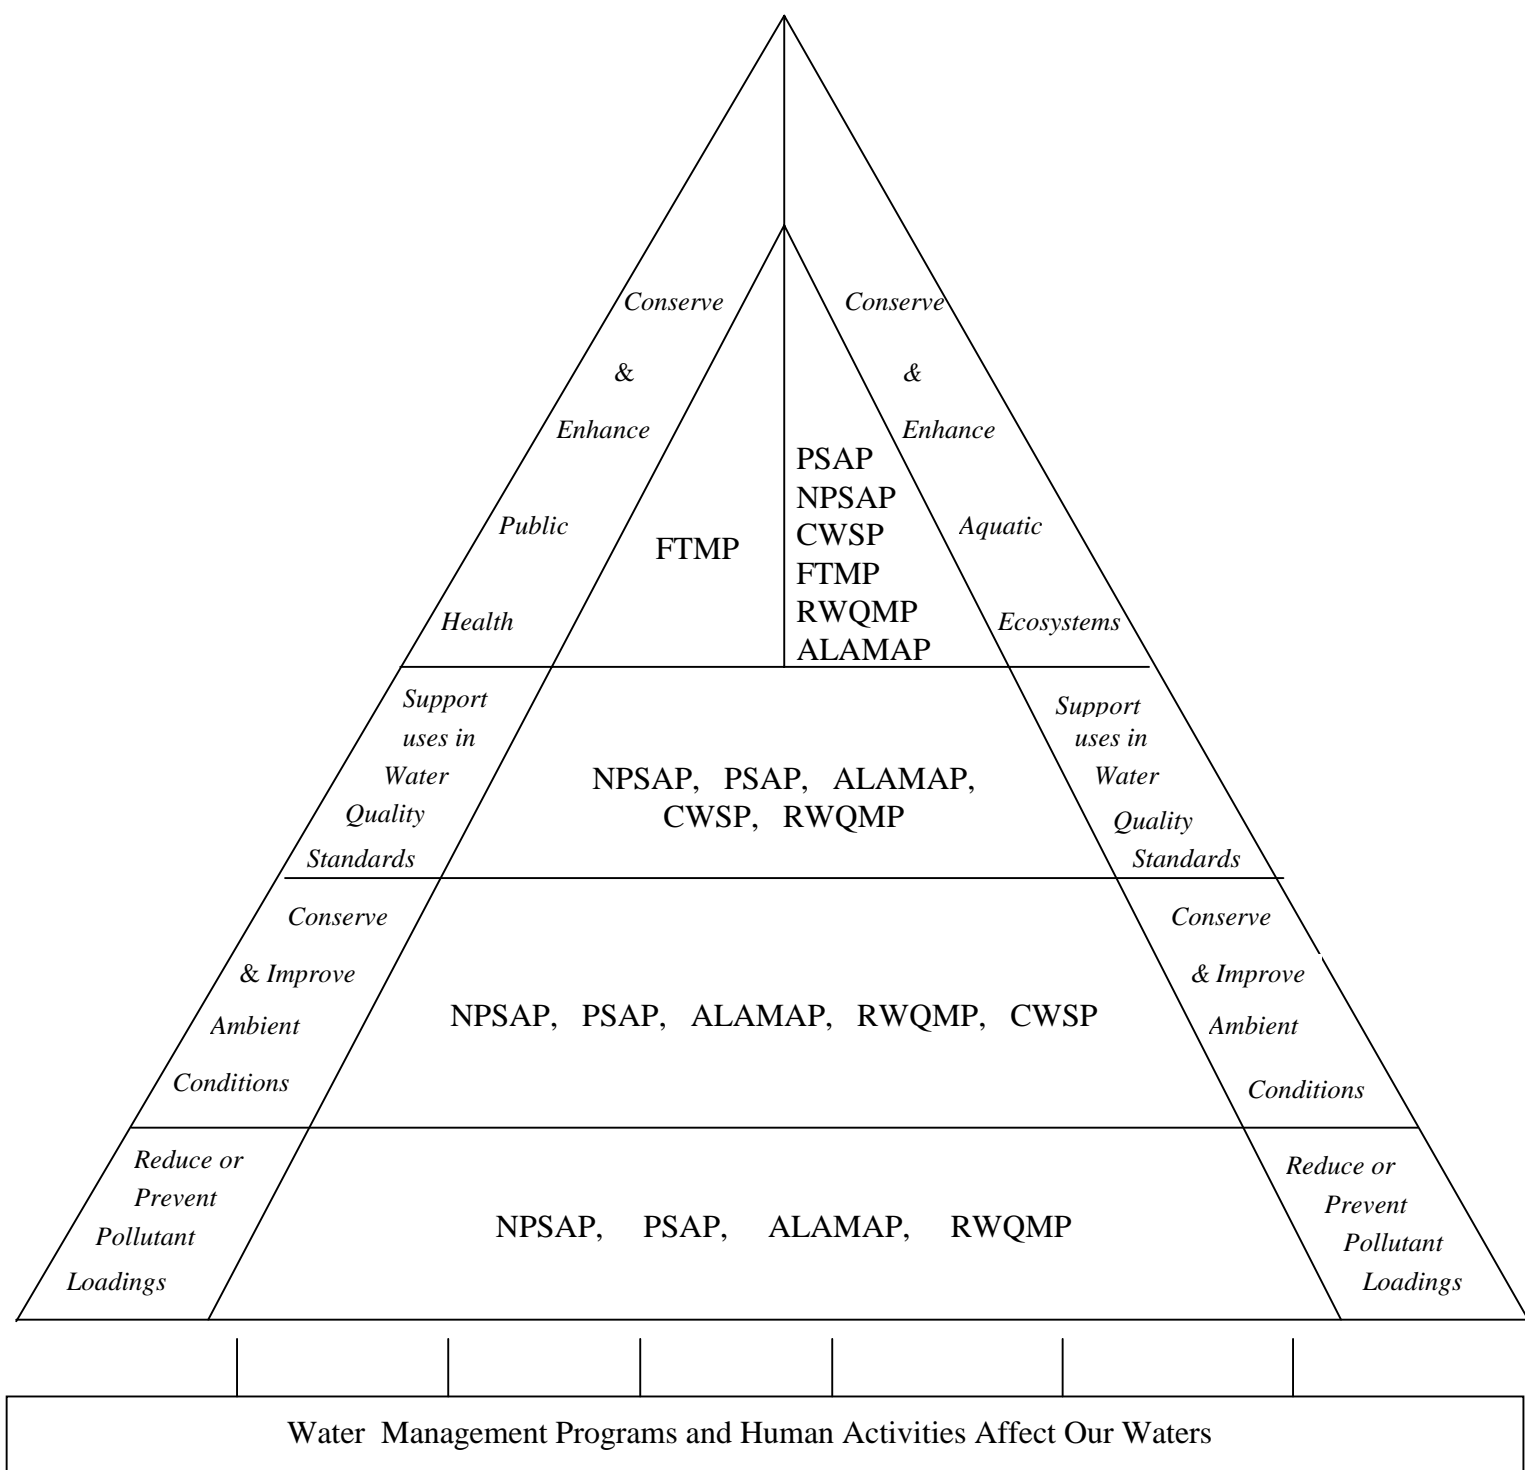 Conserve
&
Enhance
Public
Health
Conserve
&
Enhance
Aquatic
Ecosystems
FTMP
PSAP
NPSAP
CWSP
FTMP
RWQMP
ALAMAP
Support
uses in
Water
Quality
Standards
NPSAP, PSAP, ALAMAP,
CWSP, RWQMP
Support
uses in
Water
Quality
Standards
Conserve
& Improve
Ambient
Conditions
NPSAP, PSAP, ALAMAP, RWQMP, CWSP
Conserve
& Improve
Ambient
Conditions
Reduce or
Prevent
Pollutant
Loadings
NPSAP, PSAP, ALAMAP, RWQMP
Reduce or
Prevent
Pollutant
Loadings
Water Management Programs and Human Activities Affect Our Waters